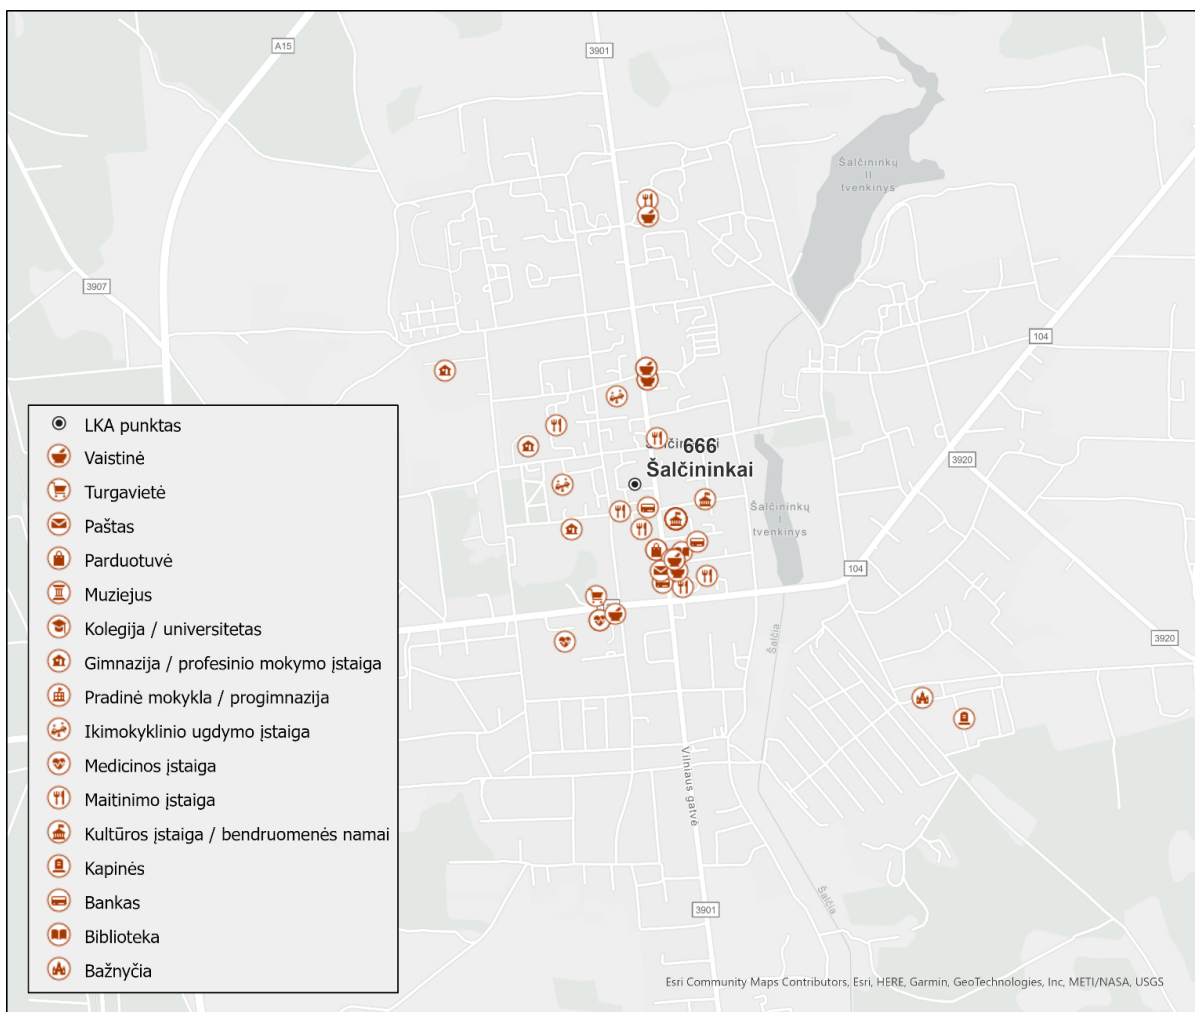 A15
3901
Šalčininkų
II
tvenkinys
3907
104
LKA punktas
Vaistinė
Turgavietė
Paštas
Parduotuvė
Muziejus
Kolegija / universitetas
Gimnazija / profesinio mokymo įstaiga
Pradinė mokykla / progimnazija
Ikimokyklinio ugdymo įstaiga
Medicinos įstaiga
Maitinimo įstaiga
Kultūros įstaiga / bendruomenės namai
Kapinės
Bankas
Biblioteka
Bažnyčia
666
Šalčininkai
3920
Šalčininkų
I
tvenkinys
104
Šalčia
3920
Vilniaus gatvė
Šalčia
3901
Esri Community Maps Contributors, Esri, HERE, Garmin, GeoTechnologies, Inc, METI/NASA, USGS